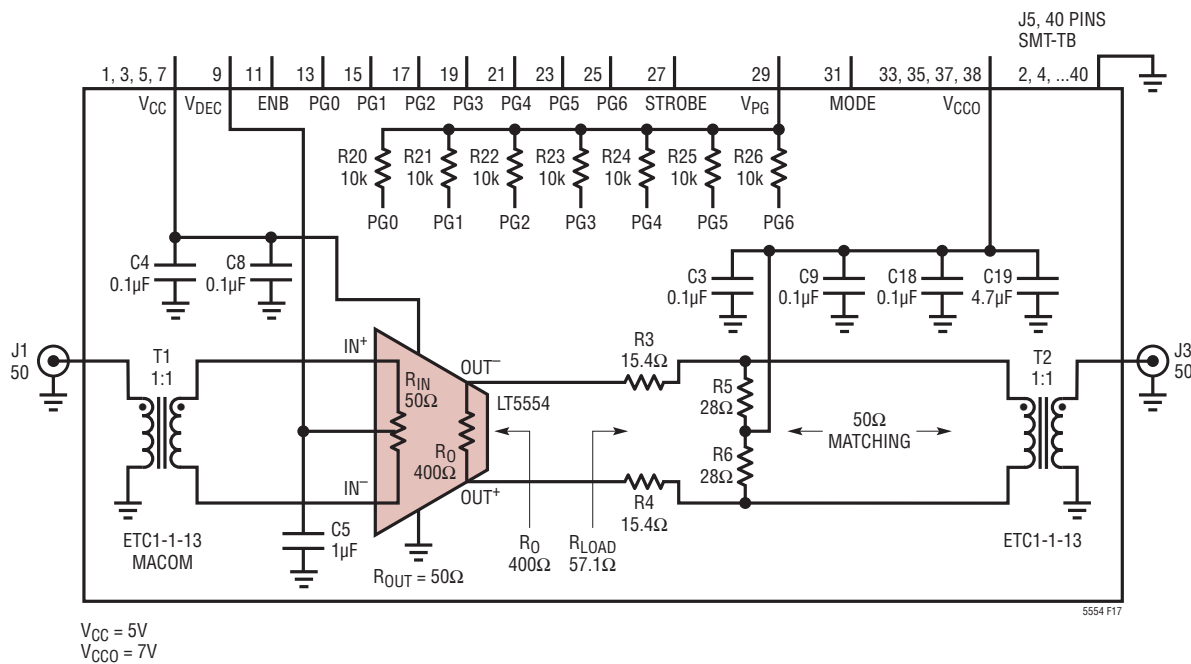 J5, 40 PINS
SMT-TB
1, 3, 5, 7
9
11
13
15
17
19
21
23
25
27
29
31
33, 35, 37, 38
2, 4, ...40
VCC
VDEC
ENB
PG0
PG1
PG2
PG3
PG4
PG5
PG6
STROBE
VPG
MODE
VCCO
R20
10k
R21
10k
R22
10k
R23
10k
R24
10k
R25
10k
R26
10k
PG0
PG1
PG2
PG3
PG4
PG5
PG6
C4
0.1µF
C8
0.1µF
C3
0.1µF
C9
0.1µF
C18
0.1µF
C19
4.7µF
J1
50
T1
1:1
IN+
IN–
RIN
50Ω
RO
400Ω
OUT–
LT5554
OUT+
R3
15.4Ω
R4
15.4Ω
R5
28Ω
R6
28Ω
50Ω
MATCHING
T2
1:1
J3
50
ETC1-1-13
MACOM
C5
1µF
ROUT = 50Ω
RO
400Ω
RLOAD
57.1Ω
ETC1-1-13
5554 F17
VCC = 5V
VCCO = 7V